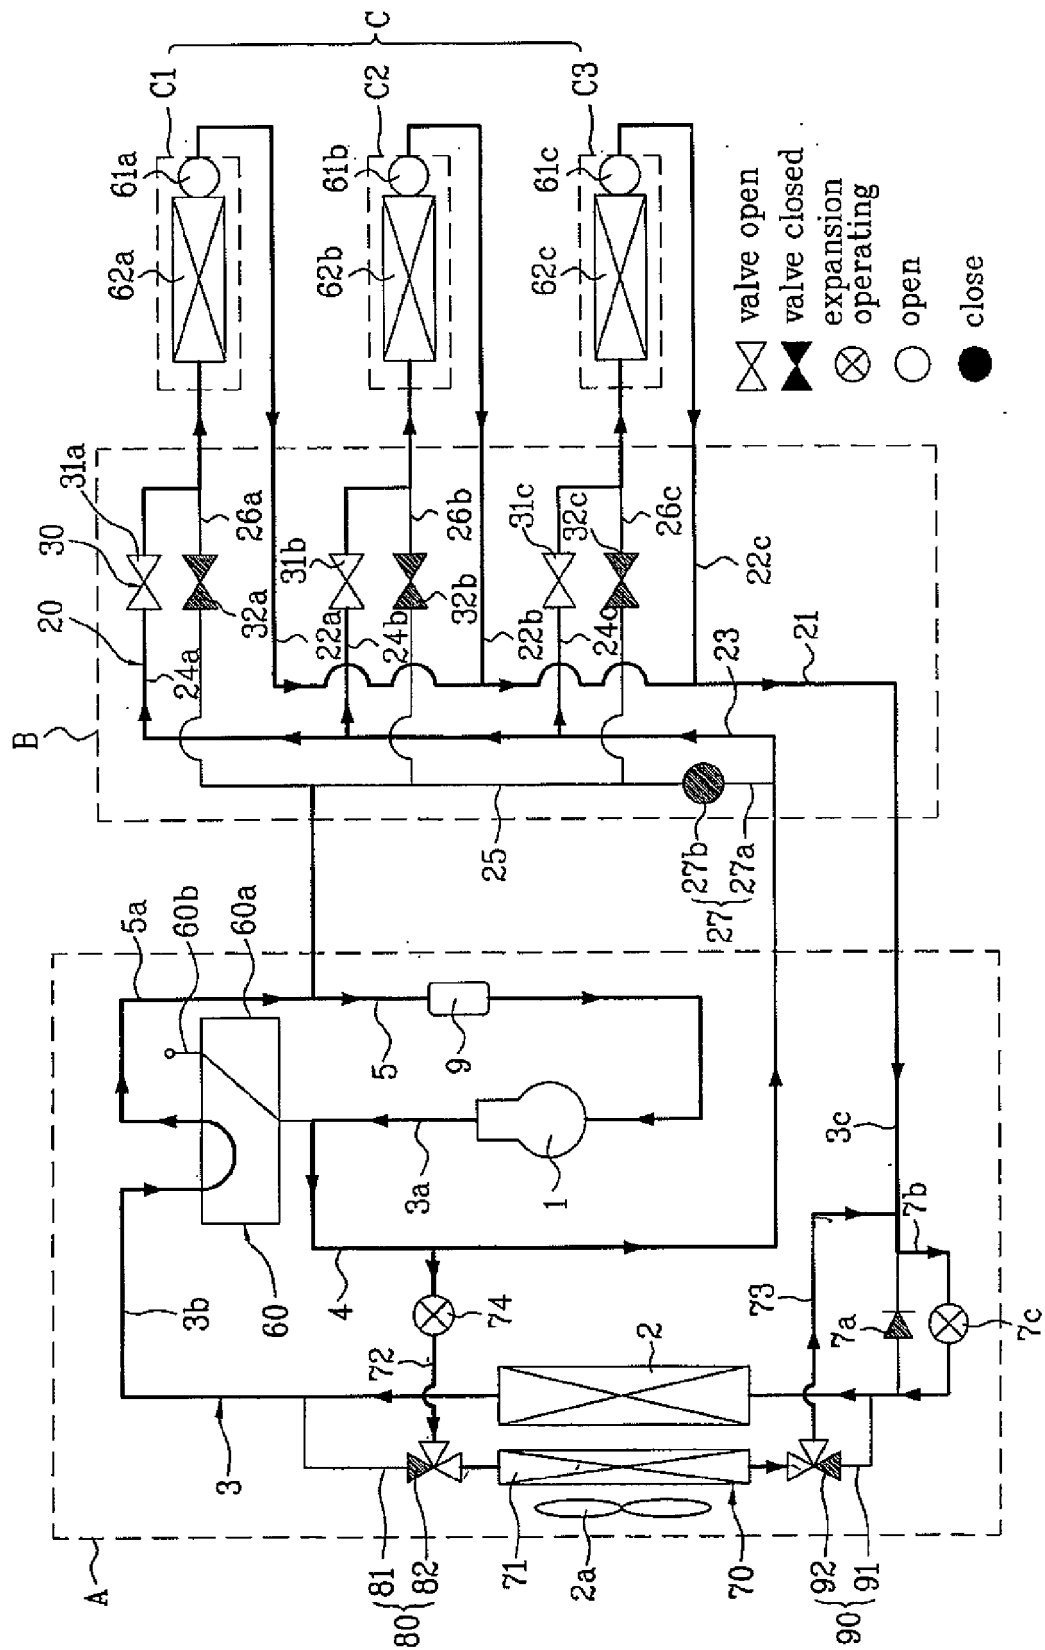 B
20
30
31a
A
5a
60b
60a
24a
32a
26a
62a
61a
C1
3
3b
60
4
3a
5
9
22a
31b
24b
32b
26b
62b
61b
C2
C
81
82
80
72
74
1
25
22b
31c
24c
32c
26c
62c
61c
C3
71
2a
2
70
73
27b
27a
27
23
22c
21
92
91
90
7a
7b
7c
3c
valve open
valve closed
expansion
operating
open
close